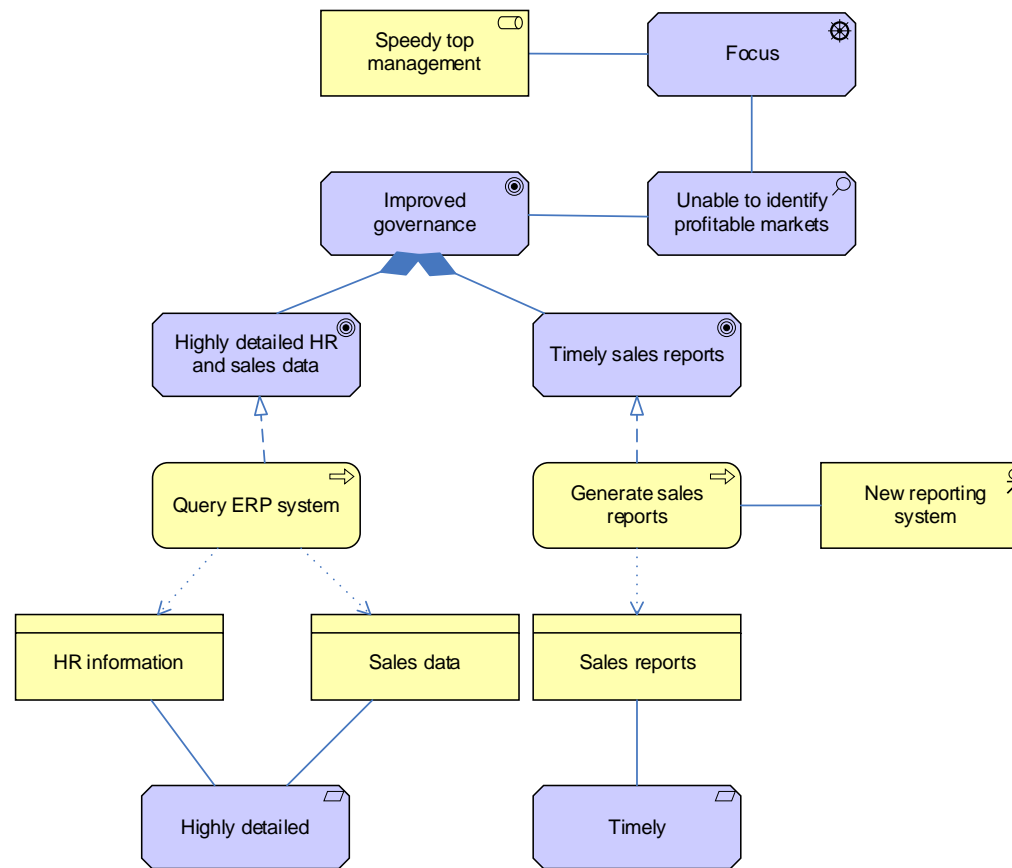 Speedy top
management
Focus
Improved
governance
Unable to identify
profitable markets
Highly detailed HR
and sales data
Timely sales reports
Query ERP system
Generate sales
reports
New reporting
system
HR information
Sales data
Sales reports
Highly detailed
Timely